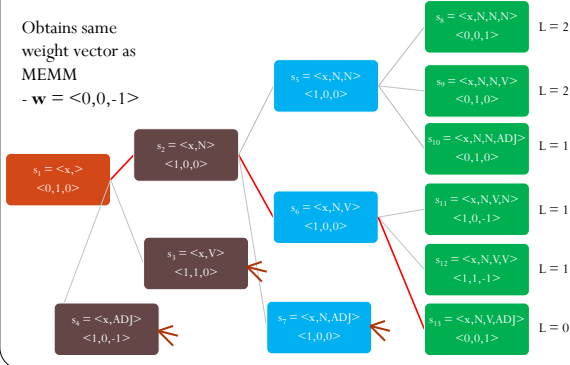 Obtains same
weight vector as
MEMM
- w = <0,0,-1>
s₁ = <x,>
<0,1,0>
s₂ = <x,N>
<1,0,0>
s₃ = <x,V>
<1,1,0>
s₄ = <x,ADJ>
<1,0,-1>
s₅ = <x,N,N>
<1,0,0>
s₆ = <x,N,V>
<1,0,0>
s₇ = <x,N,ADJ>
<1,0,0>
s₈ = <x,N,N,N>
<0,0,1>
L = 2
s₉ = <x,N,N,V>
<0,1,0>
L = 2
s₁₀ = <x,N,N,ADJ>
<0,1,0>
L = 1
s₁₁ = <x,N,V,N>
<1,0,-1>
L = 1
s₁₂ = <x,N,V,V>
<1,1,-1>
L = 1
s₁₃ = <x,N,V,ADJ>
<0,0,1>
L = 0